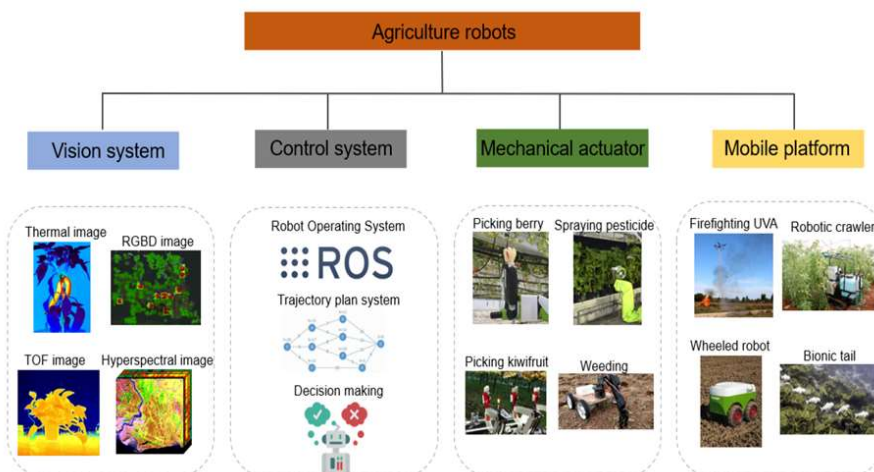 Agriculture robots
Vision system
Control system
Mechanical actuator
Mobile platform
Thermal image
RGBD image
TOF image
Hyperspectral image
Robot Operating System
ROS
Trajectory plan system
Decision making
Picking berry
Spraying pesticide
Picking kiwifruit
Weeding
Firefighting UVA
Robotic crawler
Wheeled robot
Bionic tail